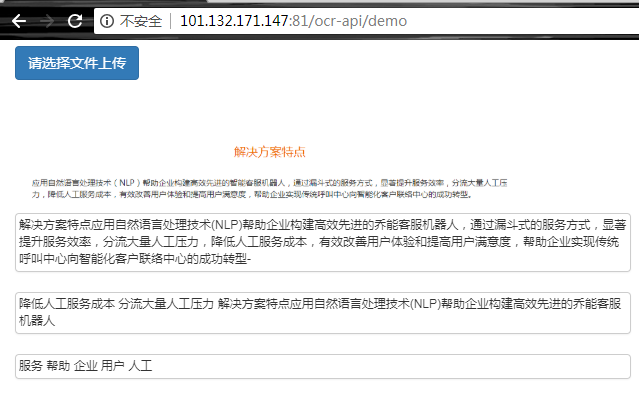 不安全 | 101.132.171.147:81/ocr-api/demo
请选择文件上传
解决方案特点
应用自然语言处理技术（NLP）帮助企业构建高效先进的智能客服机器人，通过漏斗式的服务方式，显著提升服务效率，分流大量人工压
力，降低人工服务成本，有效改善用户体验和提高用户满意度，帮助企业实现传统呼叫中心向智能化客户联络中心的成功转型。
解决方案特点应用自然语言处理技术(NLP)帮助企业构建高效先进的乔能客服机器人，通过漏斗式的服务方式，显著
提升服务效率，分流大量人工压力，降低人工服务成本，有效改善用户体验和提高用户满意度，帮助企业实现传统
呼叫中心向智能化客户联络中心的成功转型-
降低人工服务成本 分流大量人工压力 解决方案特点应用自然语言处理技术(NLP)帮助企业构建高效先进的乔能客服
机器人
服务 帮助 企业 用户 人工